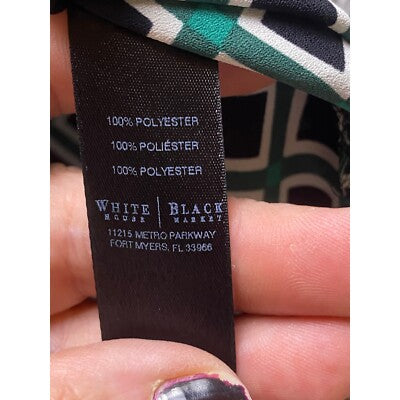 100% POLYESTER
100% POLIÉSTER
100% POLYESTER
WHITE | BLACK
HOUSE | MARKET
11215 METRO PARKWAY
FORT MYERS, FL 33966